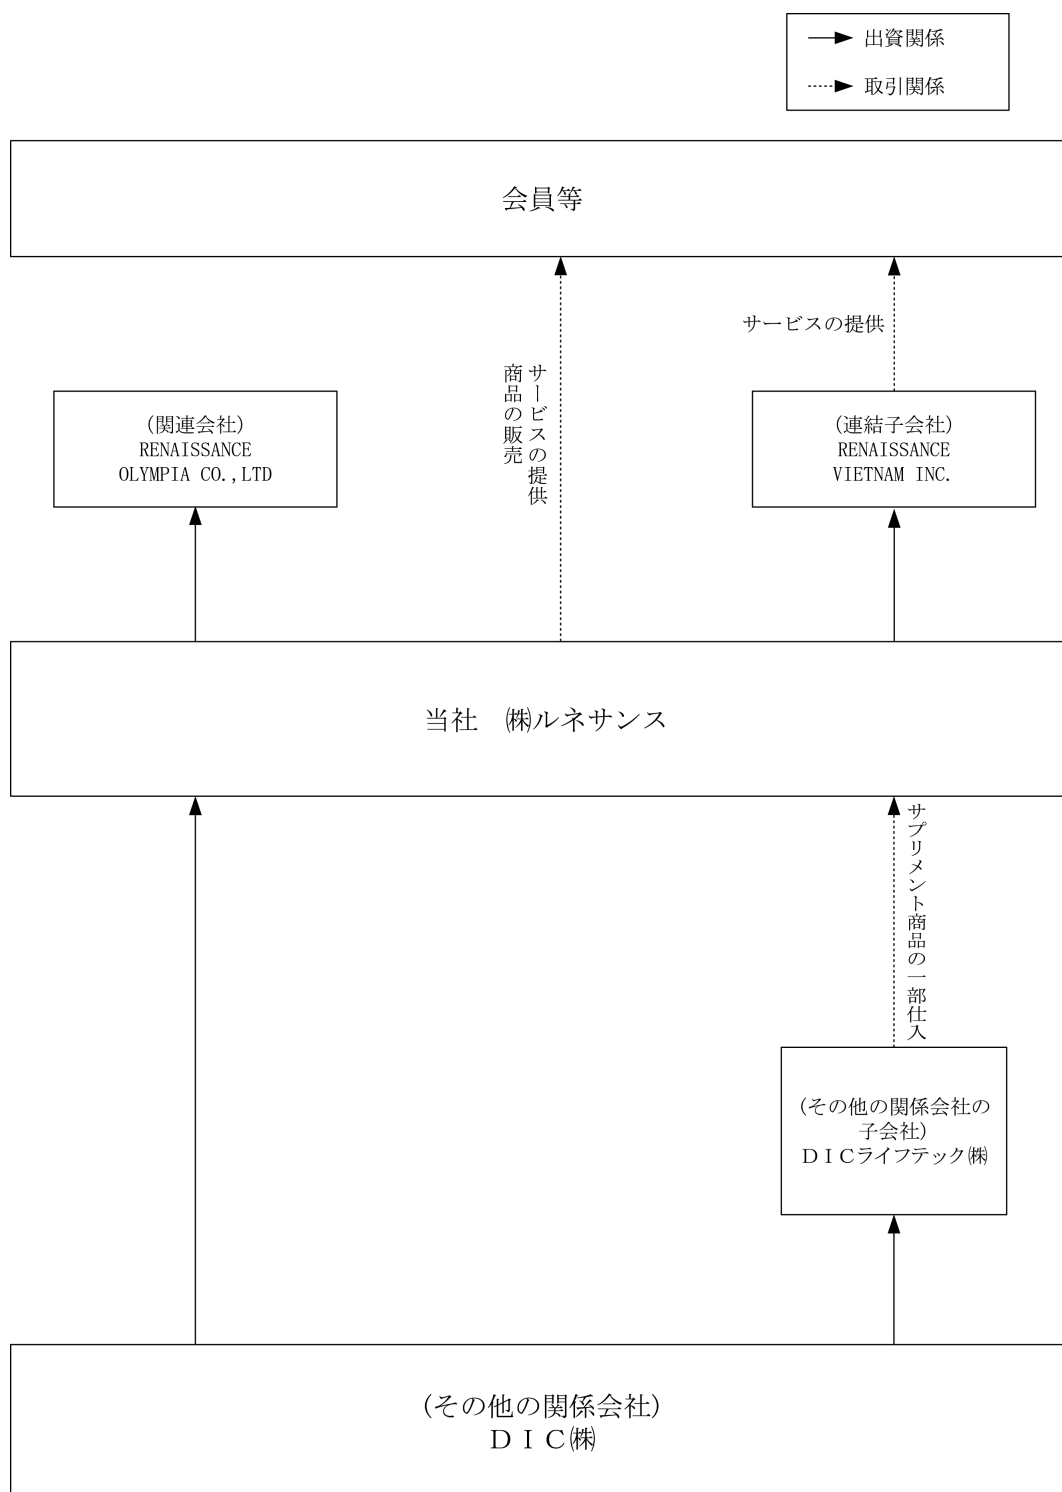 出資関係
取引関係
会員等
サービスの提供
サービスの提供
商品の販売
(関連会社)
RENAISSANCE
OLYMPIA CO.,LTD
(連結子会社)
RENAISSANCE
VIETNAM INC.
当社　㈱ルネサンス
サプリメント商品の一部仕入
(その他の関係会社の
子会社)
ＤＩＣライフテック㈱
(その他の関係会社)
ＤＩＣ㈱